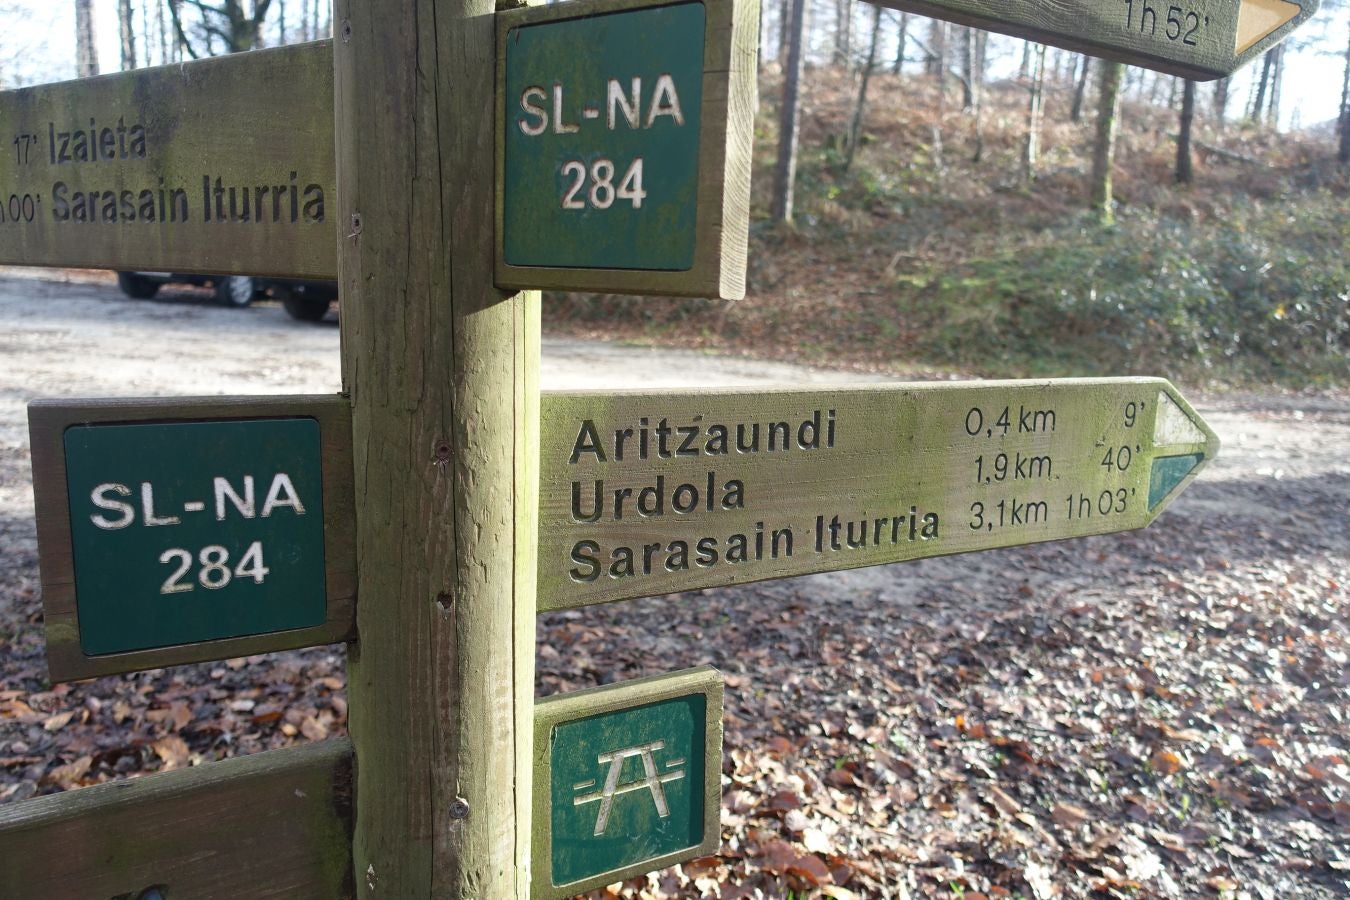 1h 52'
SL-NA
284
17' Izaieta
h00' Sarasain Iturria
SL-NA
284
Aritzaundi 0,4 km 9'
Urdola 1,9 km 40'
Sarasain Iturria 3,1 km 1h 03'